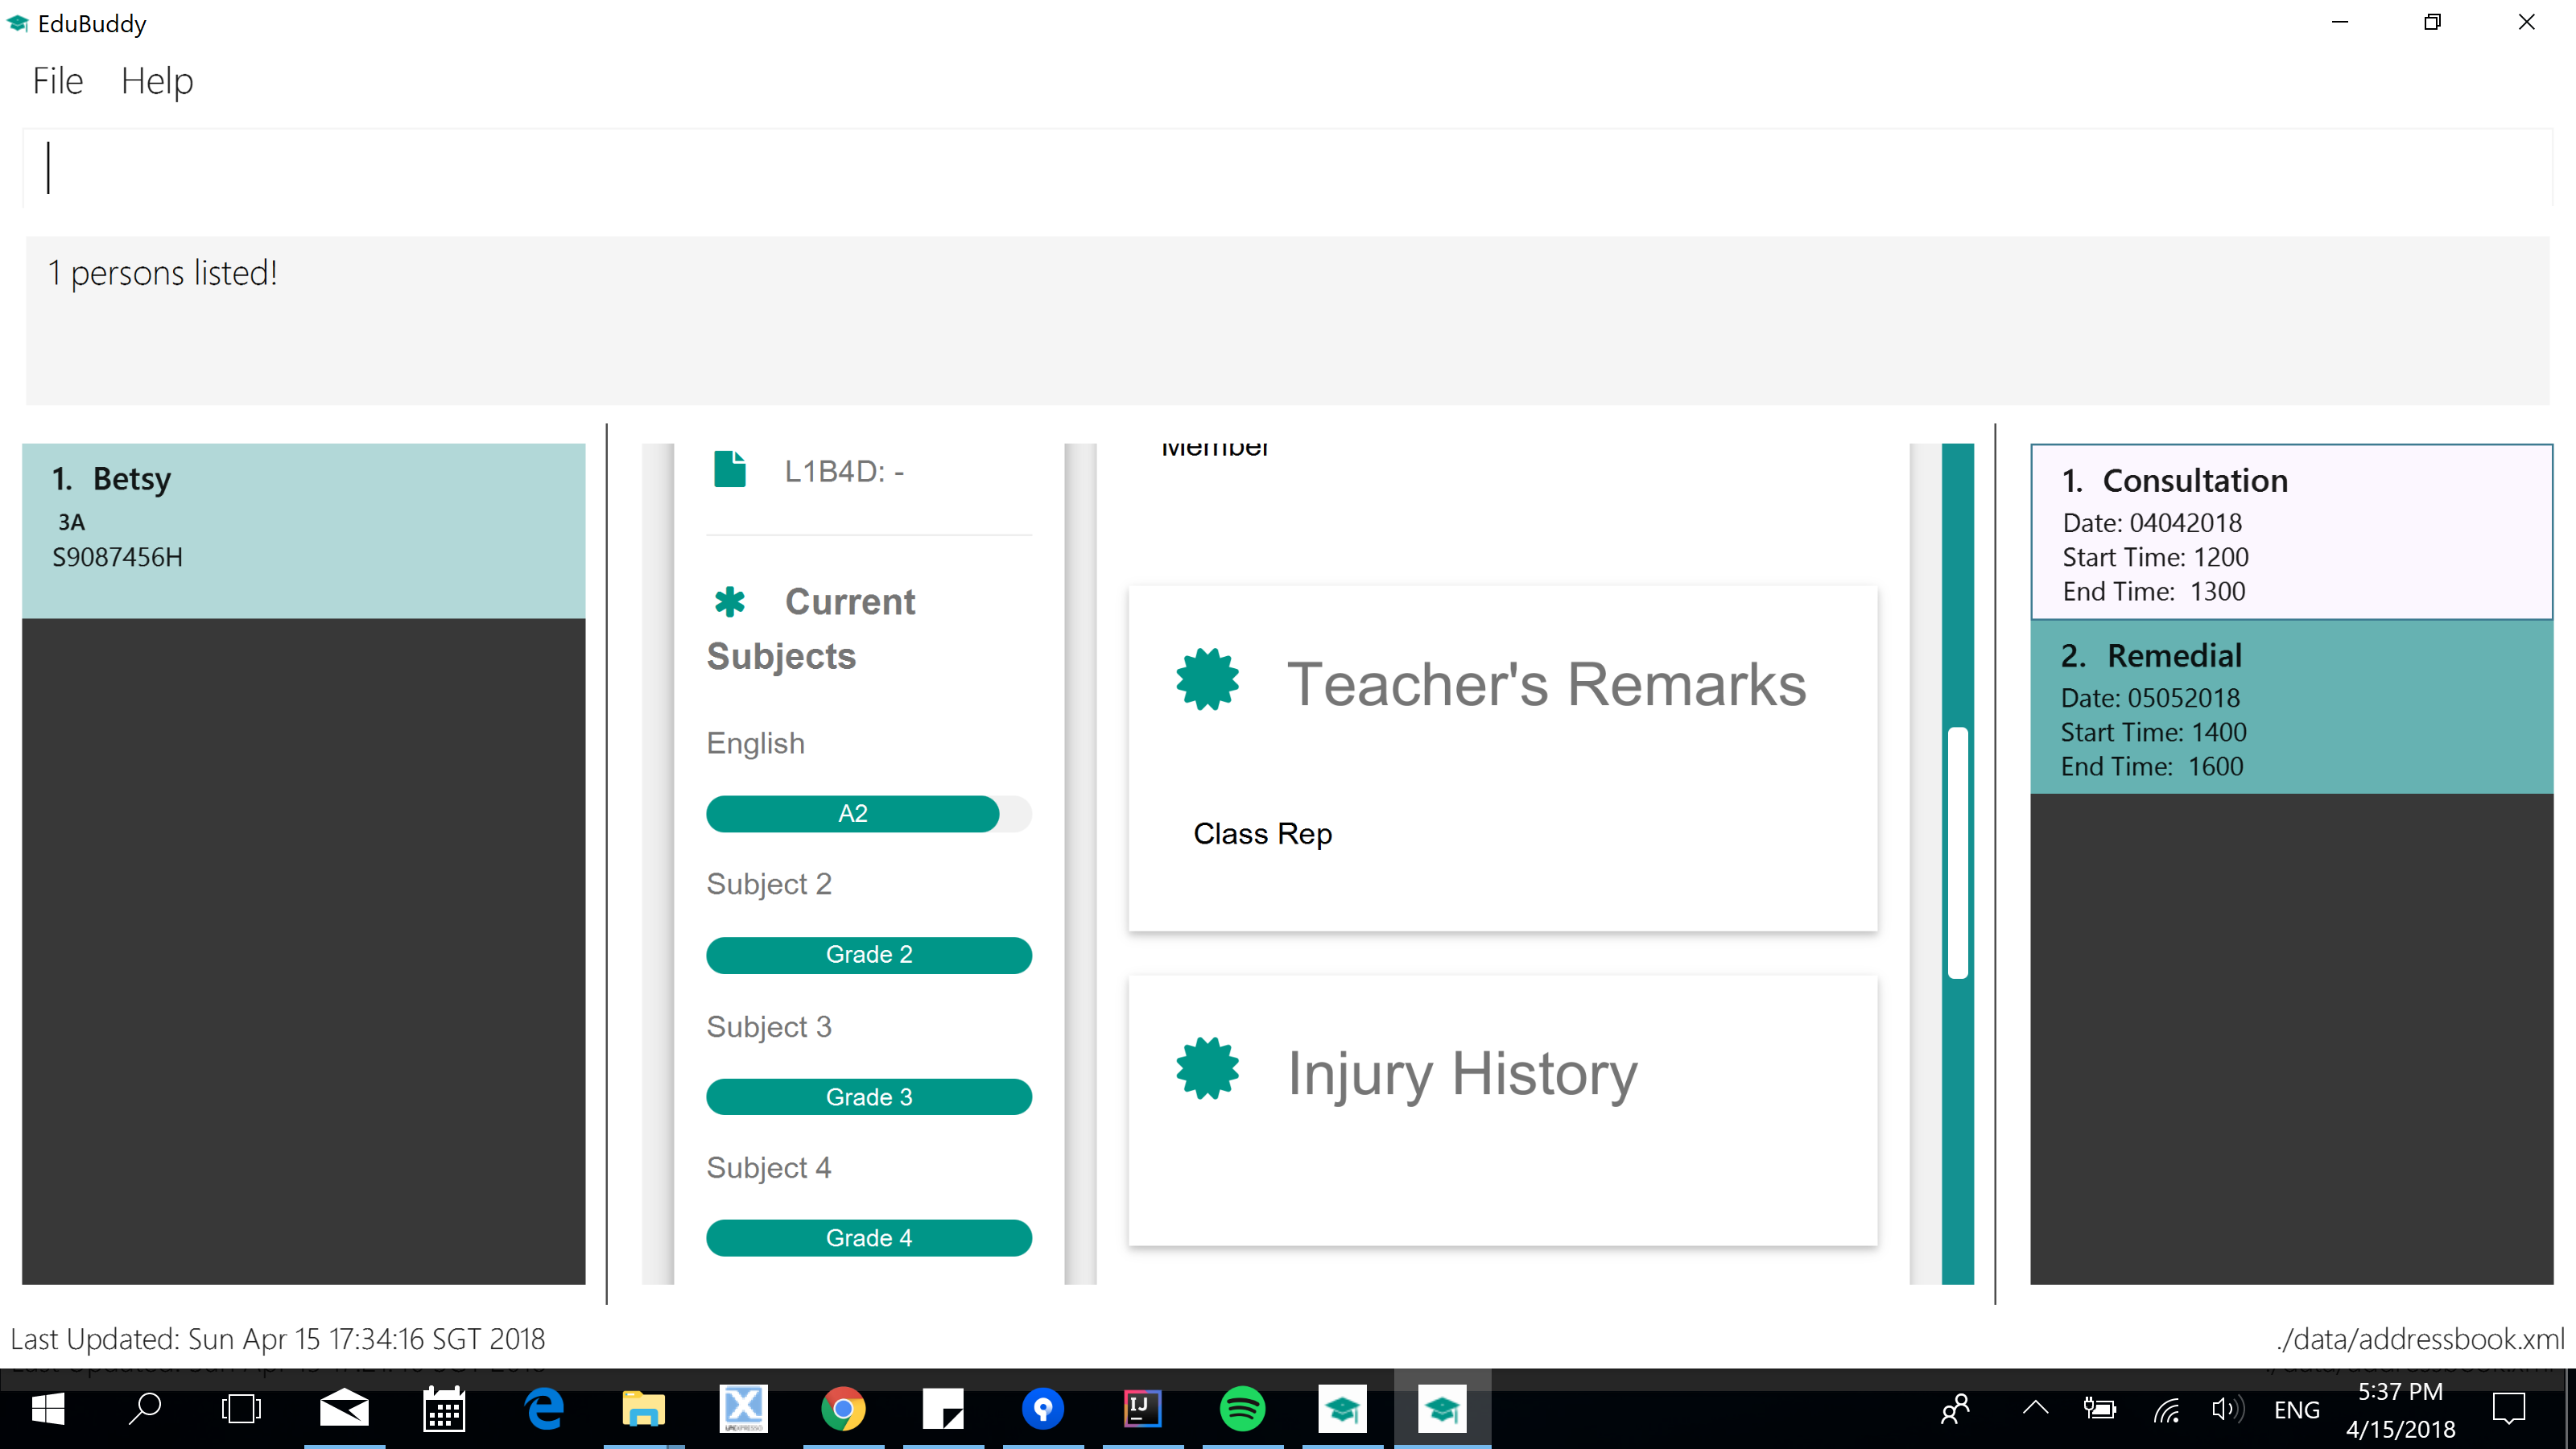 EduBuddy
File Help
1 persons listed!
1. Betsy
3A
S9087456H
L1B4D: -
Current
Subjects
English
A2
Subject 2
Grade 2
Subject 3
Grade 3
Subject 4
Grade 4
Member
Teacher's Remarks
Class Rep
Injury History
1. Consultation
Date: 04042018
Start Time: 1200
End Time: 1300
2. Remedial
Date: 05052018
Start Time: 1400
End Time: 1600
Last Updated: Sun Apr 15 17:34:16 SGT 2018
./data/addressbook.xml
IJ
ENG
5:37 PM
4/15/2018